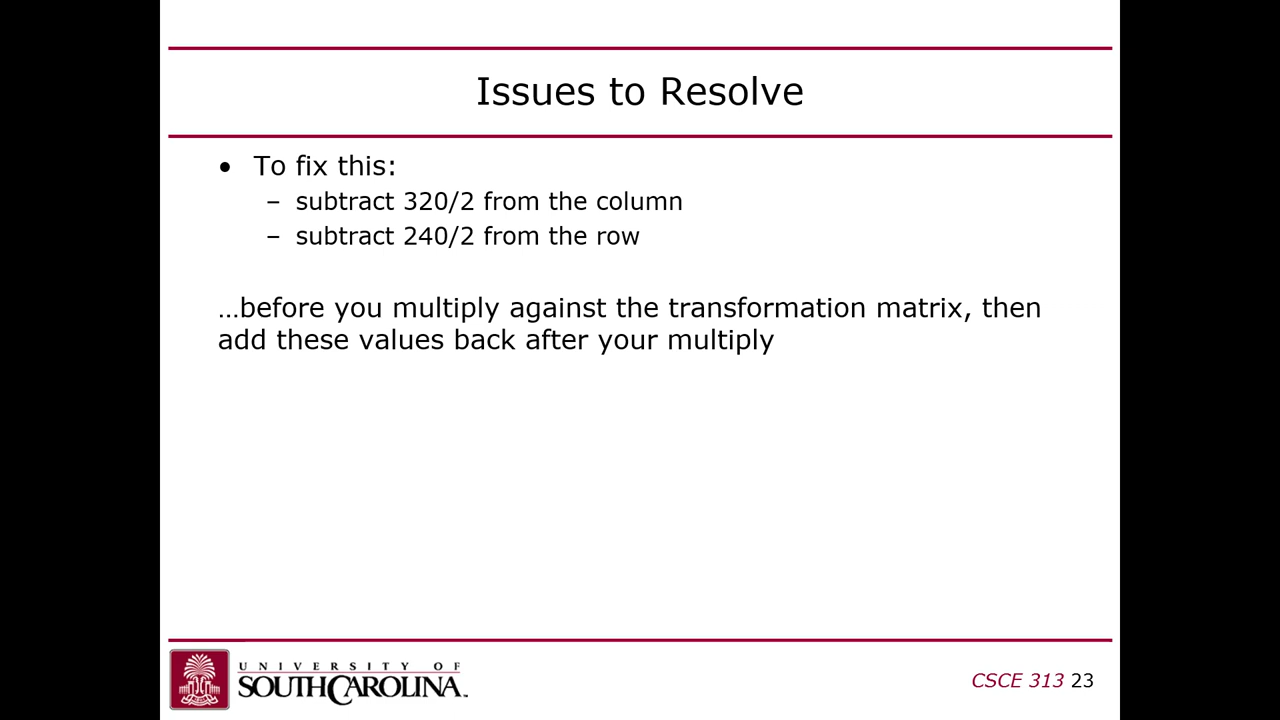 Issues to Resolve
• To fix this:
– subtract 320/2 from the column
– subtract 240/2 from the row
…before you multiply against the transformation matrix, then
add these values back after your multiply
UNIVERSITY OF
SOUTH CAROLINA™
CSCE 313 23